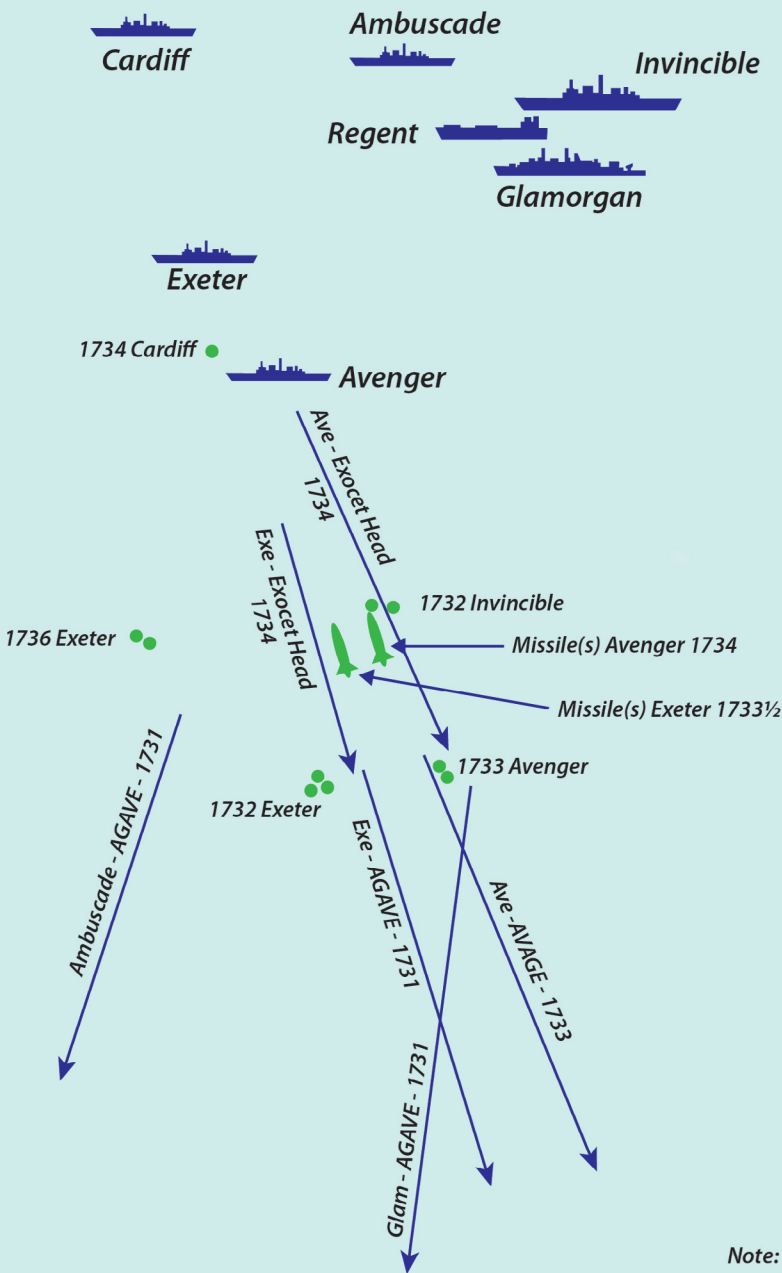 Ambuscade
Cardiff
Invincible
Regent
Glamorgan
Exeter
1734 Cardiff
Avenger
Ave - Exocet Head
1734
Exe - Exocet Head
1734
1732 Invincible
1736 Exeter
Missile(s) Avenger 1734
Missile(s) Exeter 1733½
1733 Avenger
1732 Exeter
Ambuscade - AGAVE - 1731
Exe - AGAVE - 1731
Ave -AVAGE - 1733
Glam - AGAVE - 1731
Note: